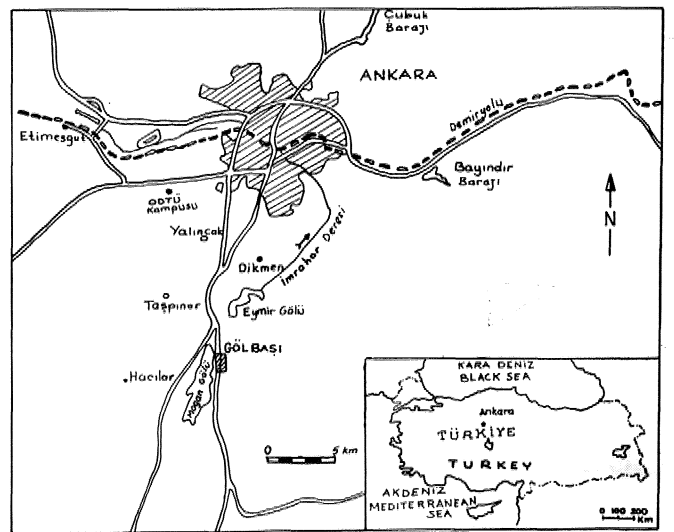 Çubuk
Barajı
ANKARA
Demiryolu
Etimesgut
Bayındır
Barajı
ODTÜ
Kampüsü
Yalıncak
N
Dikmen
İmrahor Deresi
Taşpınar
Eymir Gölü
GÖLBAŞI
Hacılar
Mogan Gölü
0 5 km
KARA DENİZ
BLACK SEA
Ankara
TÜRKİYE
TURKEY
AKDENİZ
MEDITERRANEAN
SEA
0 100 200
Km